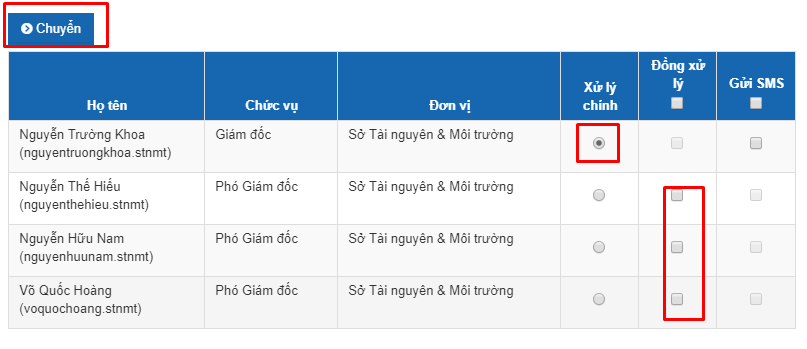 Chuyển
Họ tên
Chức vụ
Đơn vị
Xử lý
chính
Đồng xử
lý
Gửi SMS
Nguyễn Trường Khoa
(nguyentruongkhoa.stnmt)
Giám đốc
Sở Tài nguyên & Môi trường
Nguyễn Thế Hiếu
(nguyenthehieu.stnmt)
Phó Giám đốc
Sở Tài nguyên & Môi trường
Nguyễn Hữu Nam
(nguyenhuunam.stnmt)
Phó Giám đốc
Sở Tài nguyên & Môi trường
Võ Quốc Hoàng
(voquochoang.stnmt)
Phó Giám đốc
Sở Tài nguyên & Môi trường